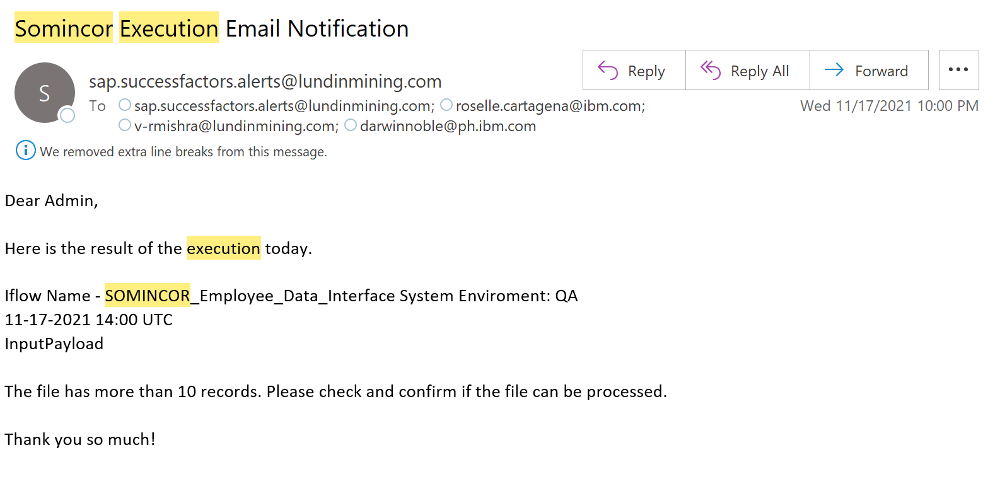 Somincor Execution Email Notification
S
sap.successfactors.alerts@lundinmining.com
Reply
Reply All
Forward
To sap.successfactors.alerts@lundinmining.com; roselle.cartagena@ibm.com;
v-rmishra@lundinmining.com; darwinnoble@ph.ibm.com
Wed 11/17/2021 10:00 PM
We removed extra line breaks from this message.
Dear Admin,
Here is the result of the execution today.
Iflow Name - SOMINCOR_Employee_Data_Interface System Enviroment: QA
11-17-2021 14:00 UTC
InputPayload
The file has more than 10 records. Please check and confirm if the file can be processed.
Thank you so much!